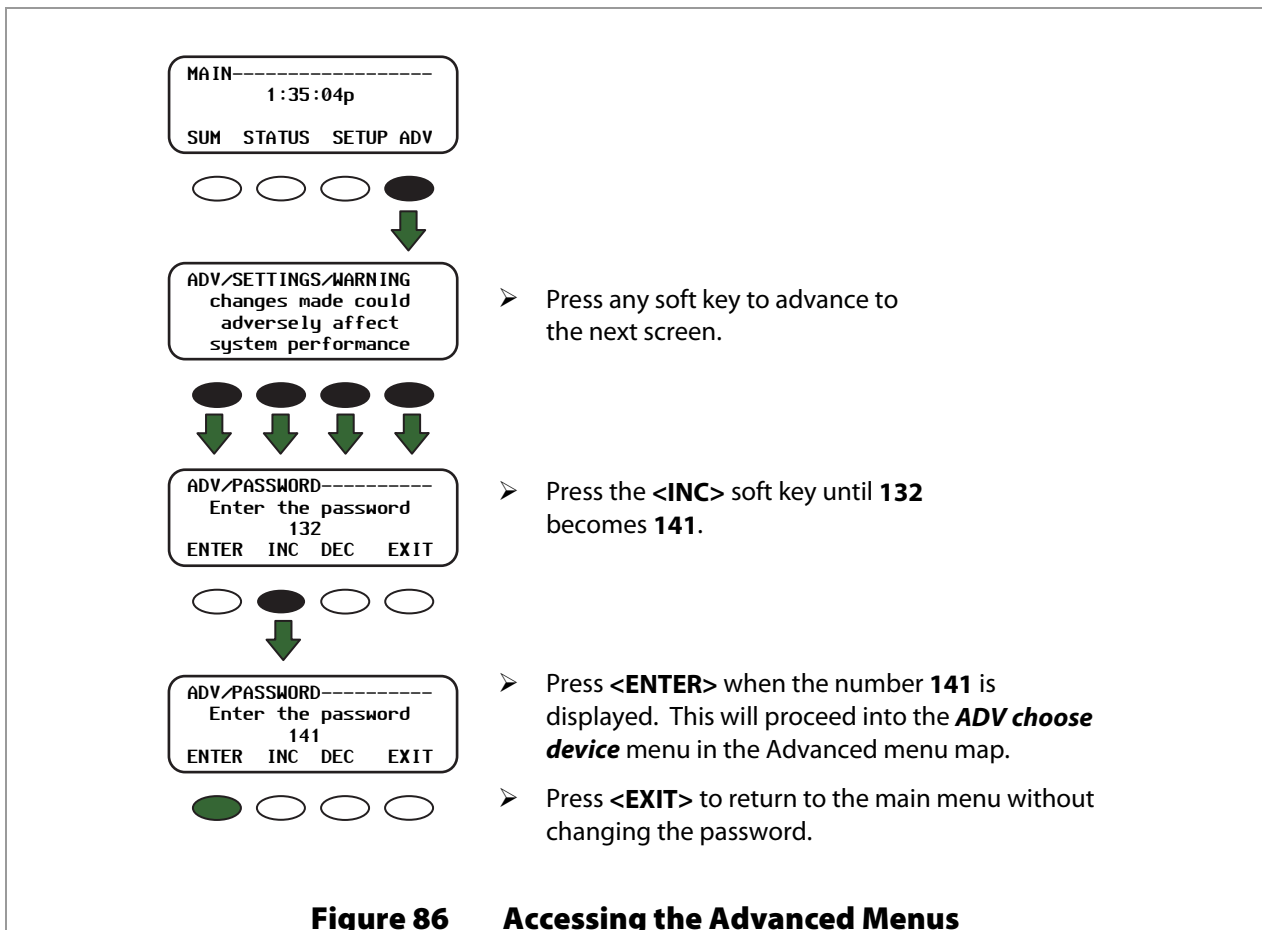 MAIN-------------------
1:35:04p
SUM STATUS SETUP ADV
ADV/SETTINGS/WARNING
changes made could
adversely affect
system performance
➢ Press any soft key to advance to
the next screen.
ADV/PASSWORD----------
Enter the password
132
ENTER INC DEC EXIT
➢ Press the <INC> soft key until 132
becomes 141.
ADV/PASSWORD----------
Enter the password
141
ENTER INC DEC EXIT
➢ Press <ENTER> when the number 141 is
displayed. This will proceed into the ADV choose
device menu in the Advanced menu map.
➢ Press <EXIT> to return to the main menu without
changing the password.
Figure 86 Accessing the Advanced Menus